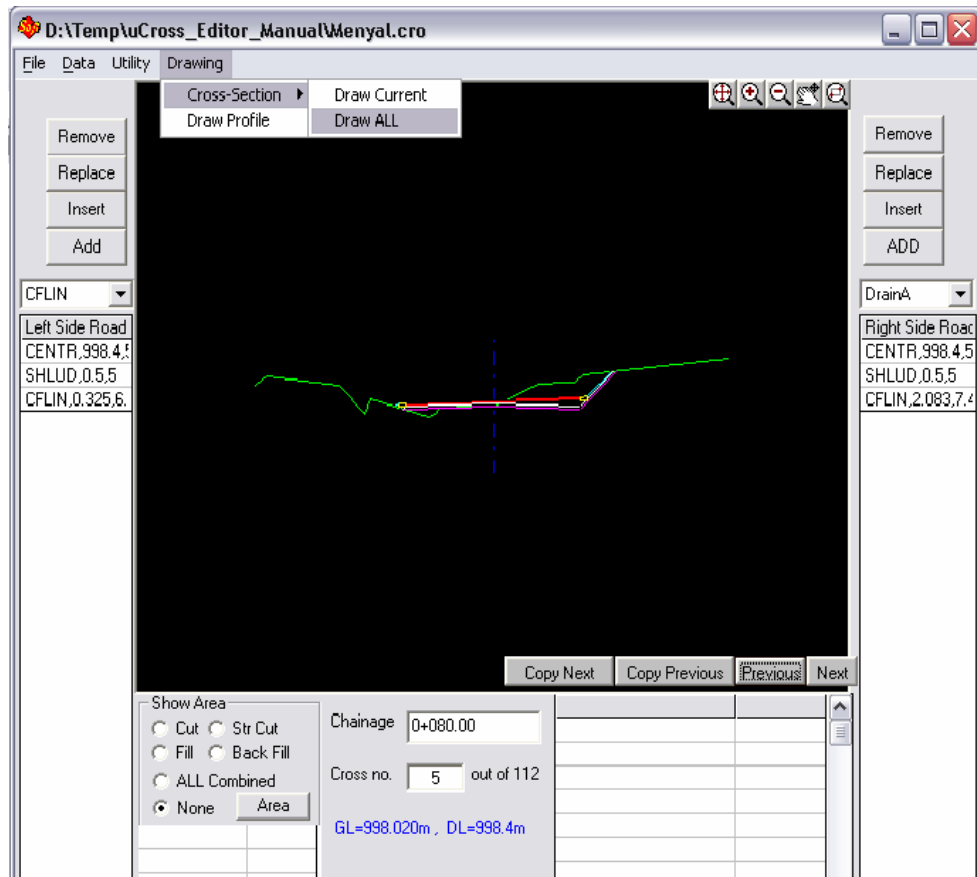 D:\Temp\uCross_Editor_Manual\Menyal.cro
File Data Utility Drawing
Cross-Section Draw Current
Draw Profile Draw ALL
Remove
Replace
Insert
Add
CFLIN
Left Side Road
CENTR,998.4,5
SHLUD,0.5,5
CFLIN,0.325,6.
Remove
Replace
Insert
ADD
DrainA
Right Side Road
CENTR,998.4,5
SHLUD,0.5,5
CFLIN,2.083,7.4
Copy Next Copy Previous Previous Next
Show Area
Cut Str Cut
Fill Back Fill
ALL Combined
None Area
Chainage 0+080.00
Cross no. 5 out of 112
GL=998.020m , DL=998.4m